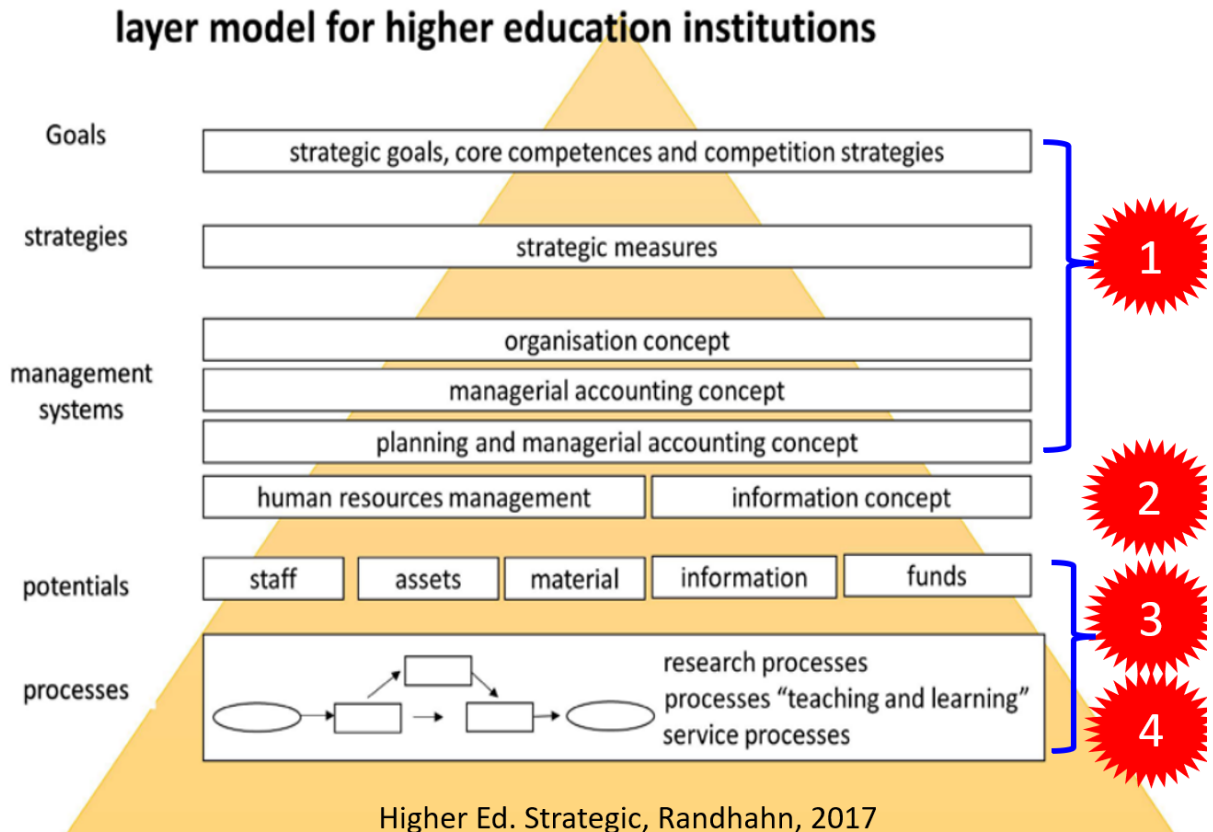 layer model for higher education institutions
Goals
strategic goals, core competences and competition strategies
1
strategies
strategic measures
management
systems
organisation concept
managerial accounting concept
planning and managerial accounting concept
human resources management
information concept
2
potentials
staff
assets
material
information
funds
3
processes
research processes
processes “teaching and learning”
service processes
4
Higher Ed. Strategic, Randhahn, 2017